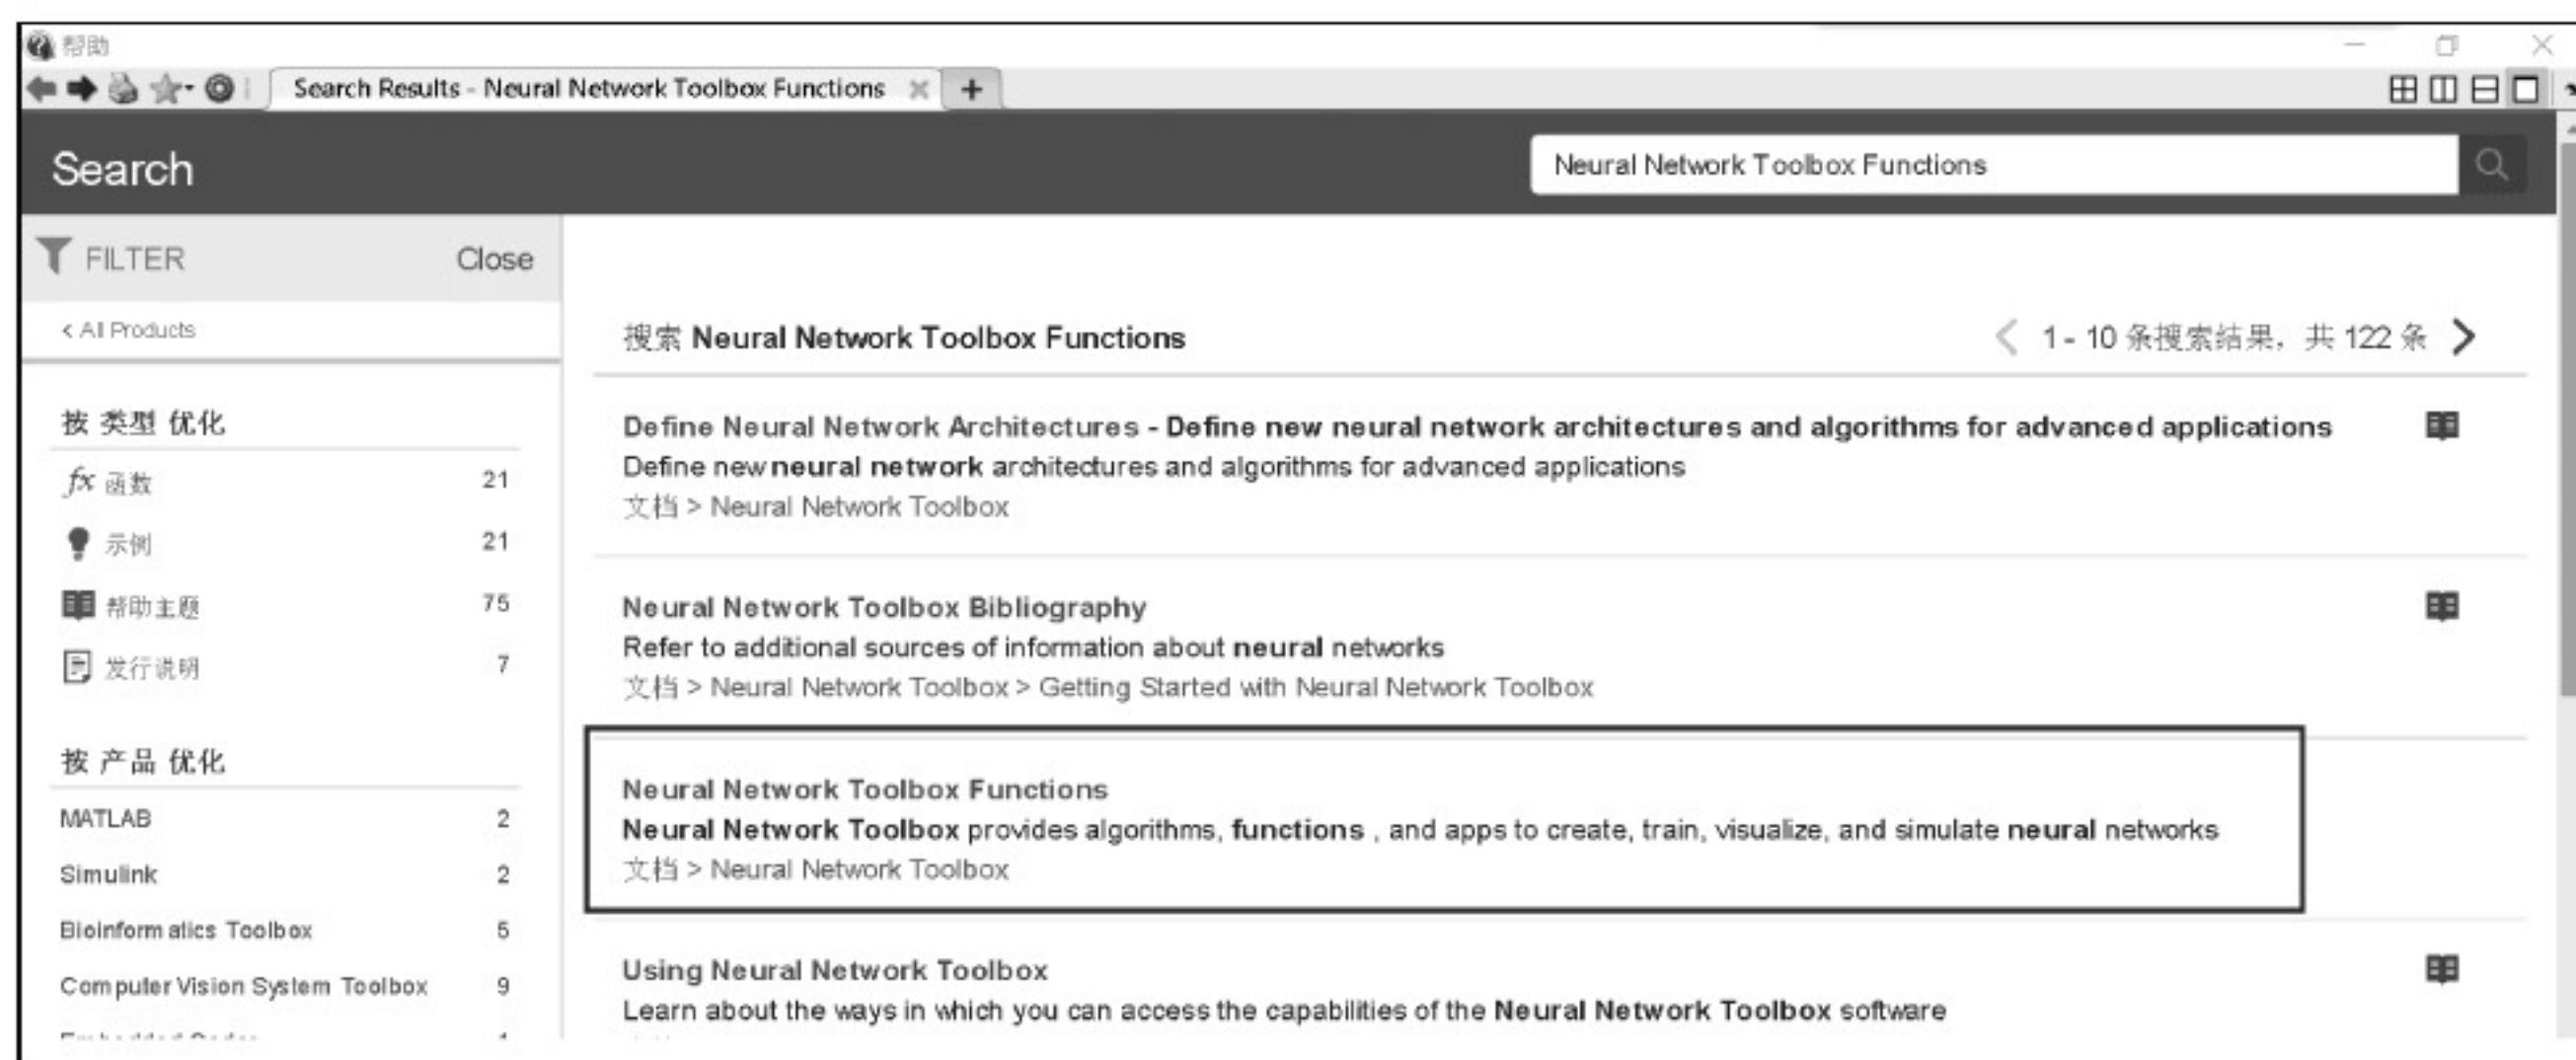 帮助
Search Results - Neural Network Toolbox Functions
Search
Neural Network Toolbox Functions
FILTER Close
< All Products
按 类型 优化
fx 函数 21
示例 21
帮助主题 75
发行说明 7
按 产品 优化
MATLAB 2
Simulink 2
Bioinformatics Toolbox 5
Computer Vision System Toolbox 9
搜索 Neural Network Toolbox Functions
1 - 10 条搜索结果，共 122 条
Define Neural Network Architectures - Define new neural network architectures and algorithms for advanced applications
Define new neural network architectures and algorithms for advanced applications
文档 > Neural Network Toolbox
Neural Network Toolbox Bibliography
Refer to additional sources of information about neural networks
文档 > Neural Network Toolbox > Getting Started with Neural Network Toolbox
Neural Network Toolbox Functions
Neural Network Toolbox provides algorithms, functions , and apps to create, train, visualize, and simulate neural networks
文档 > Neural Network Toolbox
Using Neural Network Toolbox
Learn about the ways in which you can access the capabilities of the Neural Network Toolbox software